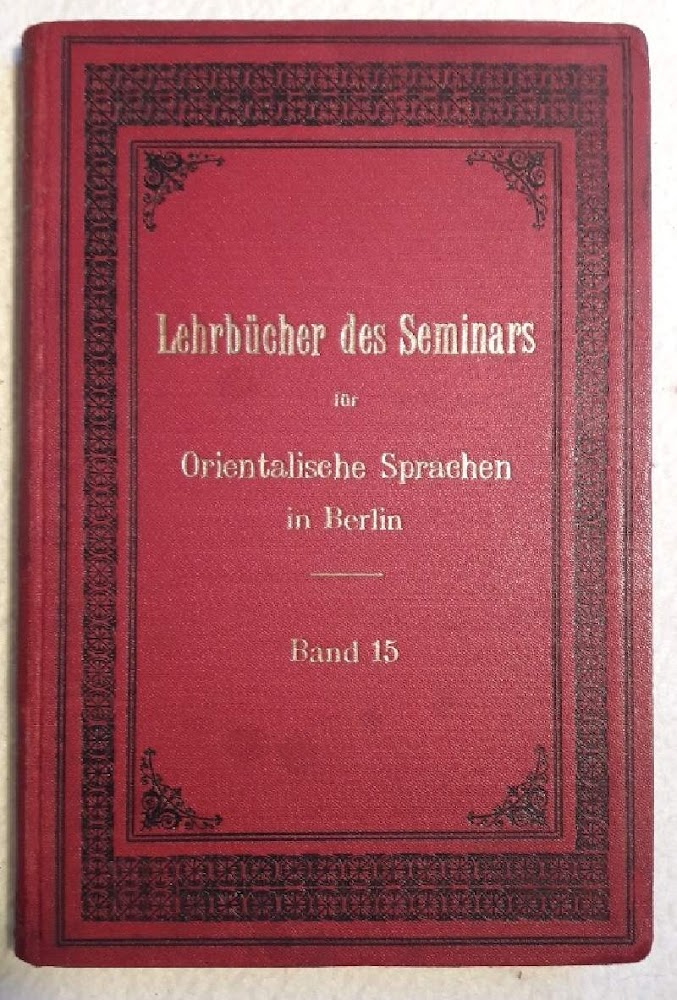 Lehrbücher des Seminars
für
Orientalische Sprachen
in Berlin
Band 15